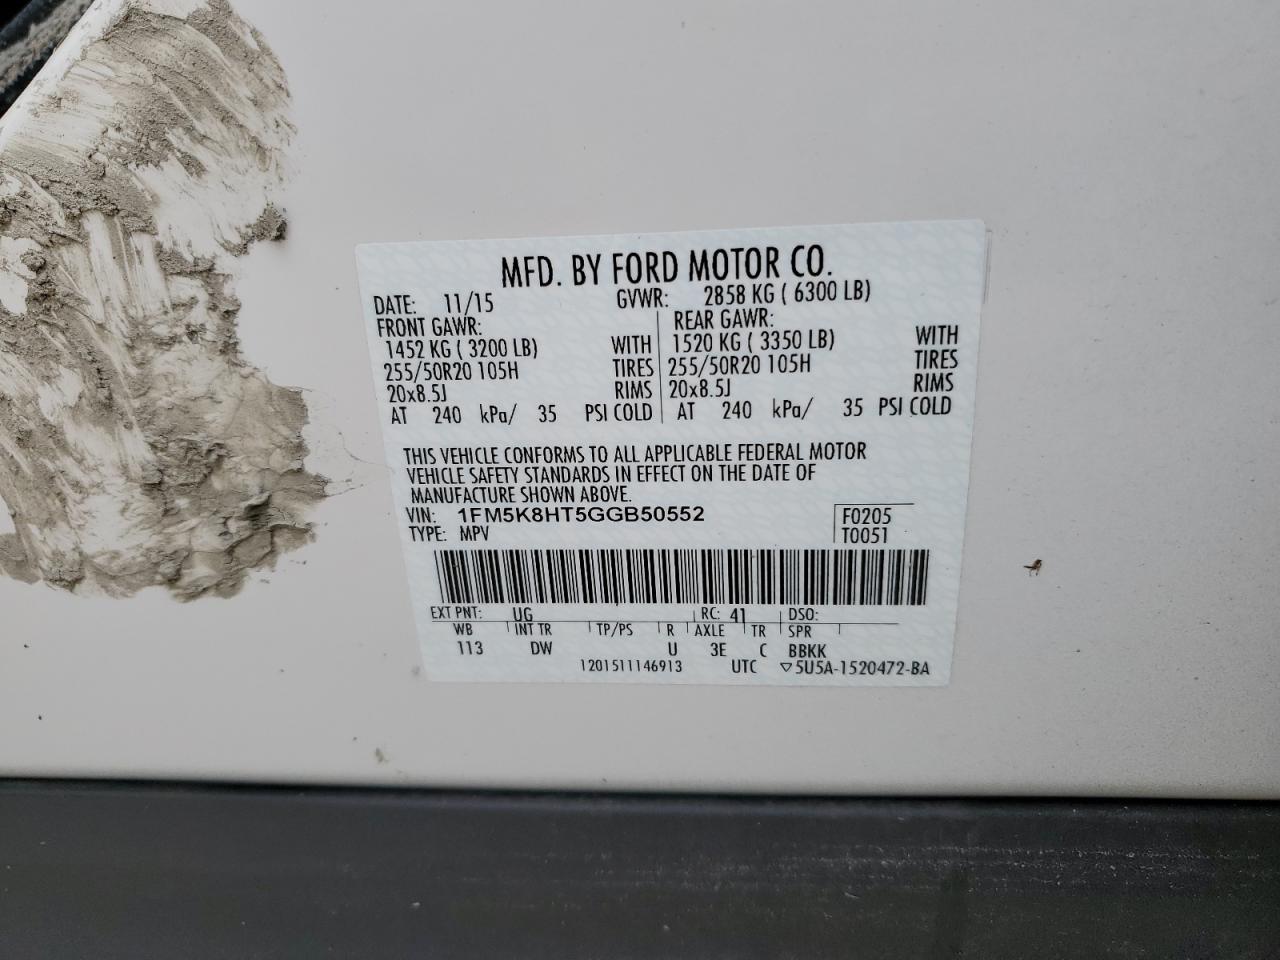 MFD. BY FORD MOTOR CO.
DATE: 11/15 GVWR: 2858 KG ( 6300 LB)
FRONT GAWR: REAR GAWR:
1452 KG ( 3200 LB) WITH 1520 KG ( 3350 LB) WITH
255/50R20 105H TIRES 255/50R20 105H TIRES
20x8.5J RIMS 20x8.5J RIMS
AT 240 kPa/ 35 PSI COLD AT 240 kPa/ 35 PSI COLD
THIS VEHICLE CONFORMS TO ALL APPLICABLE FEDERAL MOTOR
VEHICLE SAFETY STANDARDS IN EFFECT ON THE DATE OF
MANUFACTURE SHOWN ABOVE.
VIN: 1FM5K8HT5GGB50552 F0205
TYPE: MPV T0051
EXT PNT: UG RC: 41 DSO:
WB INT TR TP/PS R AXLE TR SPR
113 DW U 3E C BBKK
1201511146913 UTC ▽5U5A-1520472-BA